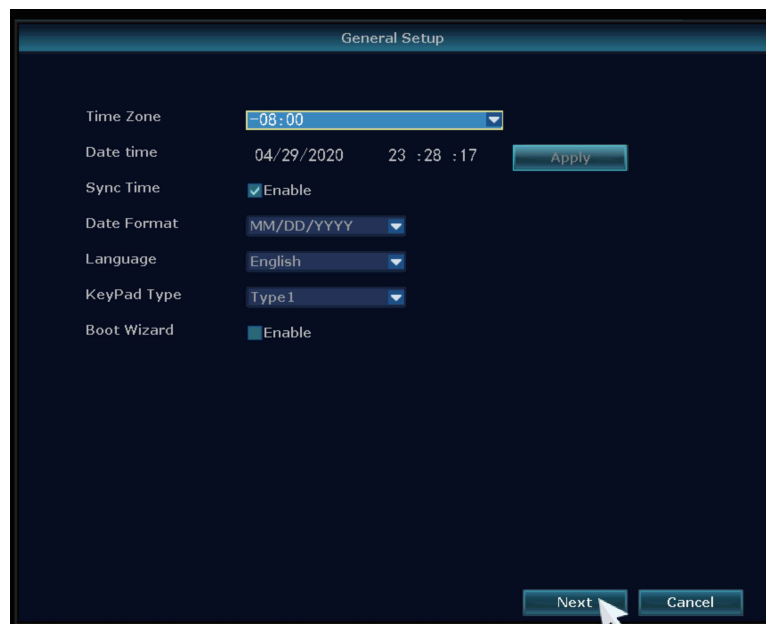 General Setup
Time Zone -08:00
Date time 04/29/2020 23 :28 :17 Apply
Sync Time Enable
Date Format MM/DD/YYYY
Language English
KeyPad Type Type1
Boot Wizard Enable
Next Cancel